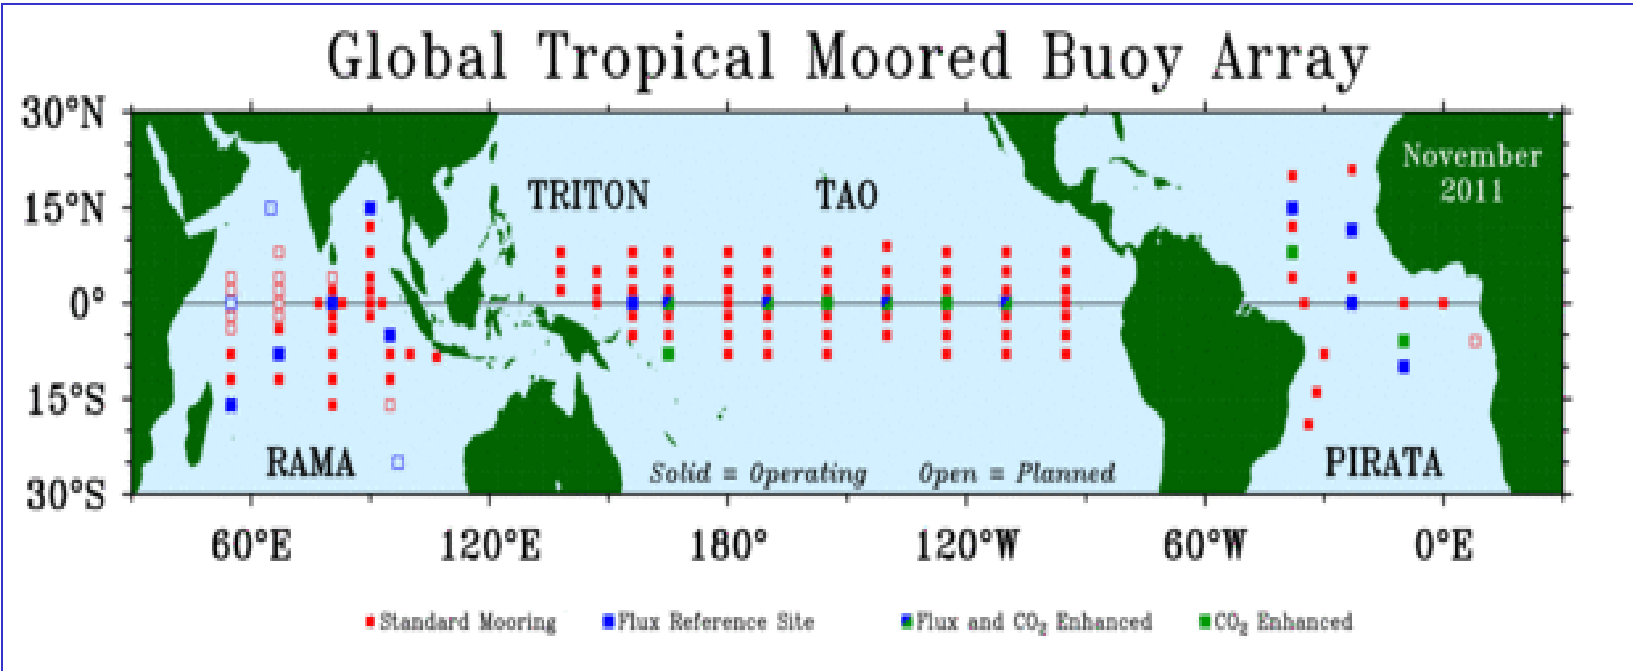 Global Tropical Moored Buoy Array
30°N
15°N
0°
15°S
30°S
November
2011
TRITON
TAO
RAMA
PIRATA
Solid = Operating Open = Planned
60°E 120°E 180° 120°W 60°W 0°E
Standard Mooring Flux Reference Site Flux and CO₂ Enhanced CO₂ Enhanced